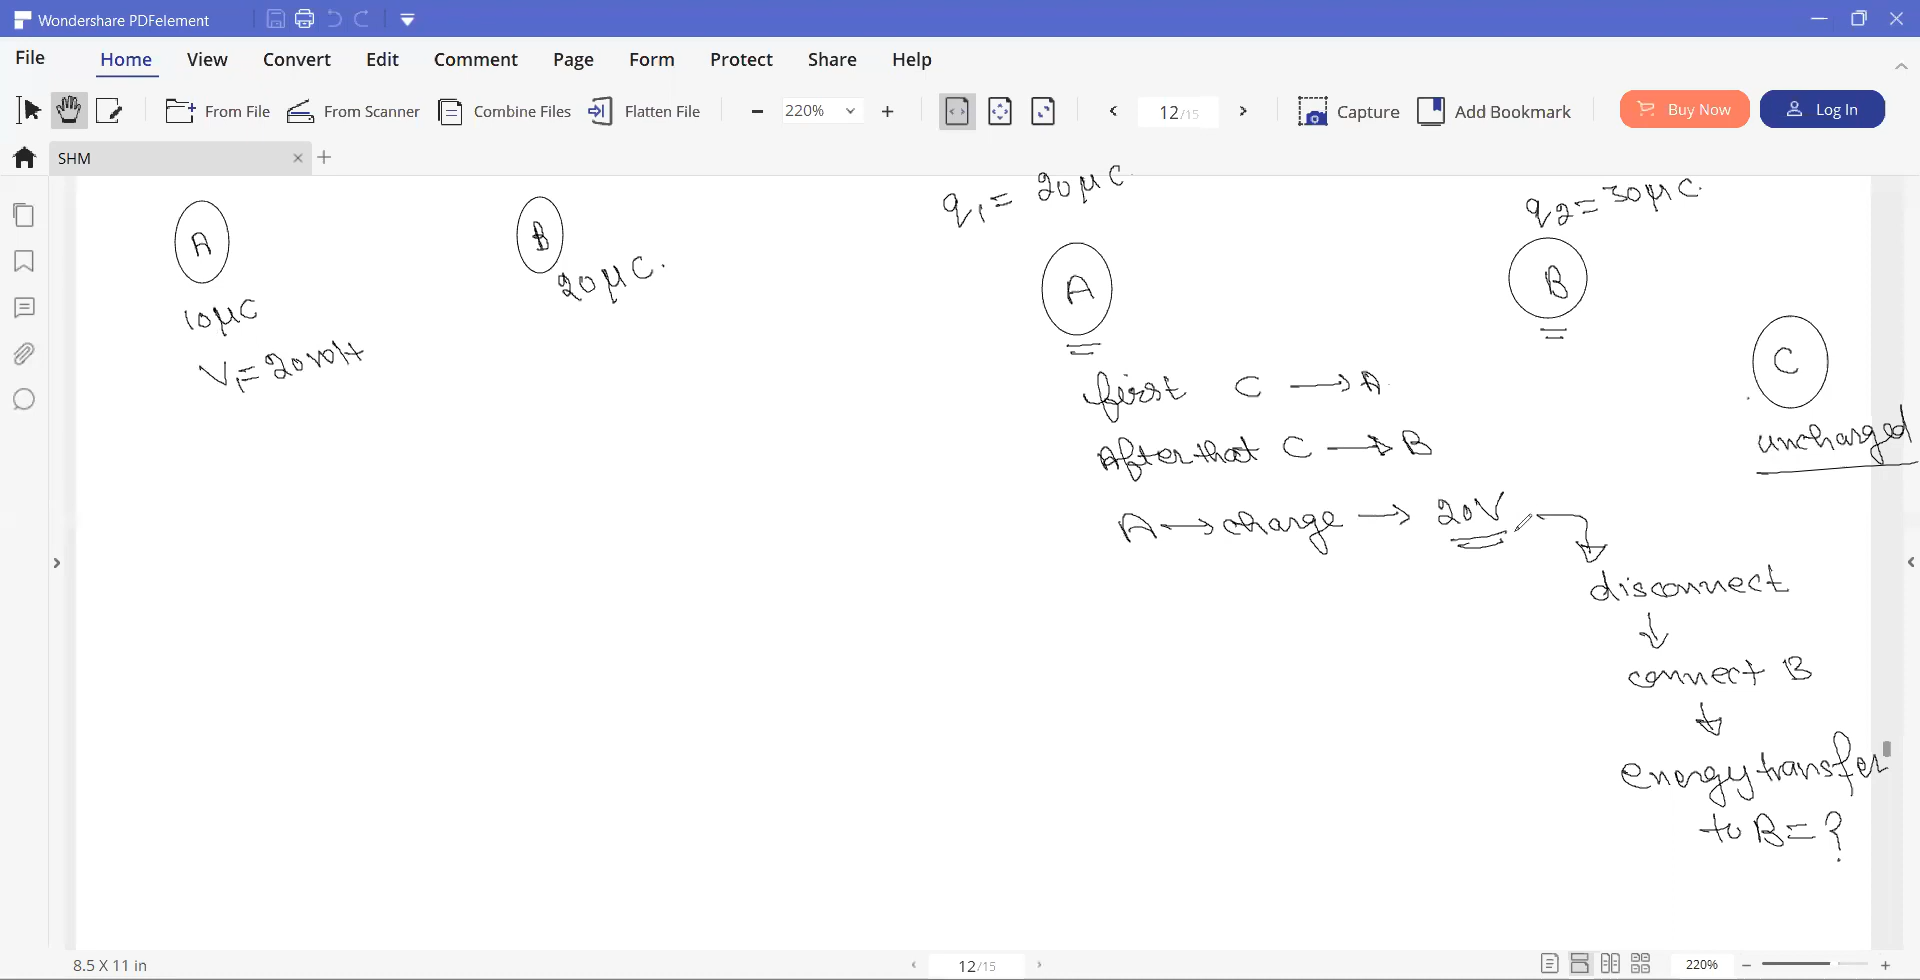 Wondershare PDFelement
File Home View Convert Edit Comment Page Form Protect Share Help
From File From Scanner Combine Files Flatten File 220% 12/15 Capture Add Bookmark Buy Now Log In
SHM
A
10μC
V1=20volt
B
20μC.
q1= 20μC.
A
q2=30μC.
B
C
uncharged
first C → A
After that C → B
A → charge → 20V
disconnect
↓
connect B
↓
energy transfer
to B=?
8.5 X 11 in 12/15 220%